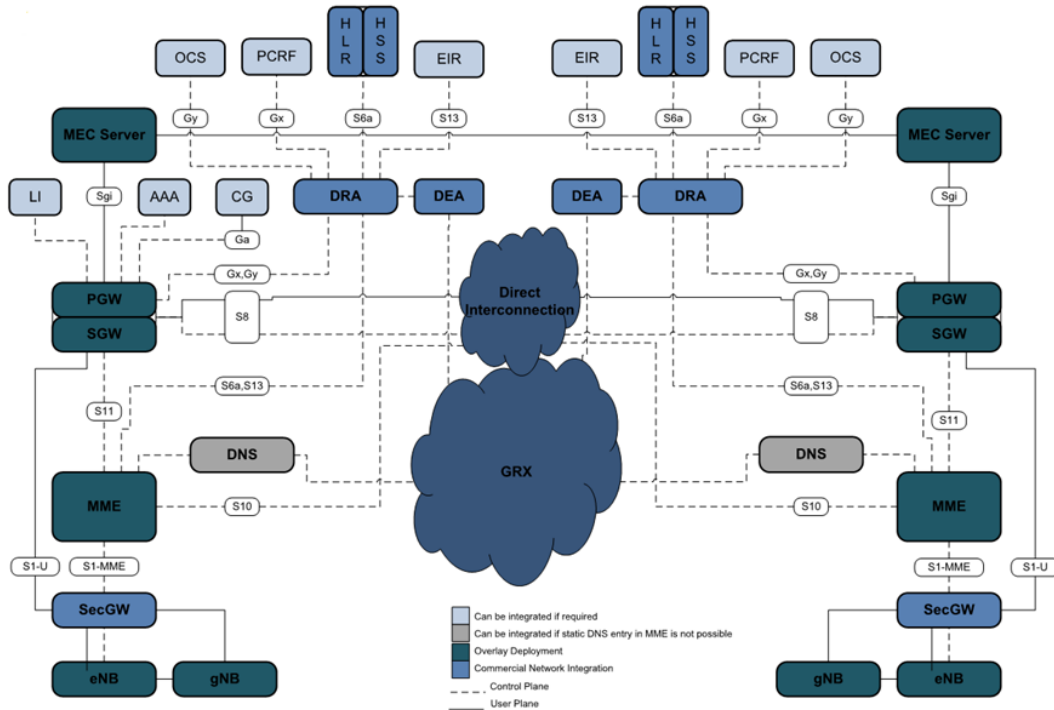 OCS
PCRF
H
L
R
H
S
S
EIR
EIR
H
L
R
H
S
S
PCRF
OCS
Gy
Gx
S6a
S13
S13
S6a
Gx
Gy
MEC Server
MEC Server
LI
Sgi
AAA
CG
DRA
DEA
DEA
DRA
Sgi
Ga
Gx,Gy
Gx,Gy
PGW
SGW
S8
Direct
Interconnection
S8
PGW
SGW
S6a,S13
S6a,S13
S11
S11
DNS
GRX
DNS
MME
S10
S10
MME
S1-U
S1-MME
S1-MME
S1-U
SecGW
SecGW
Can be integrated if required
Can be integrated if static DNS entry in MME is not possible
Overlay Deployment
Commercial Network Integration
Control Plane
User Plane
eNB
gNB
gNB
eNB